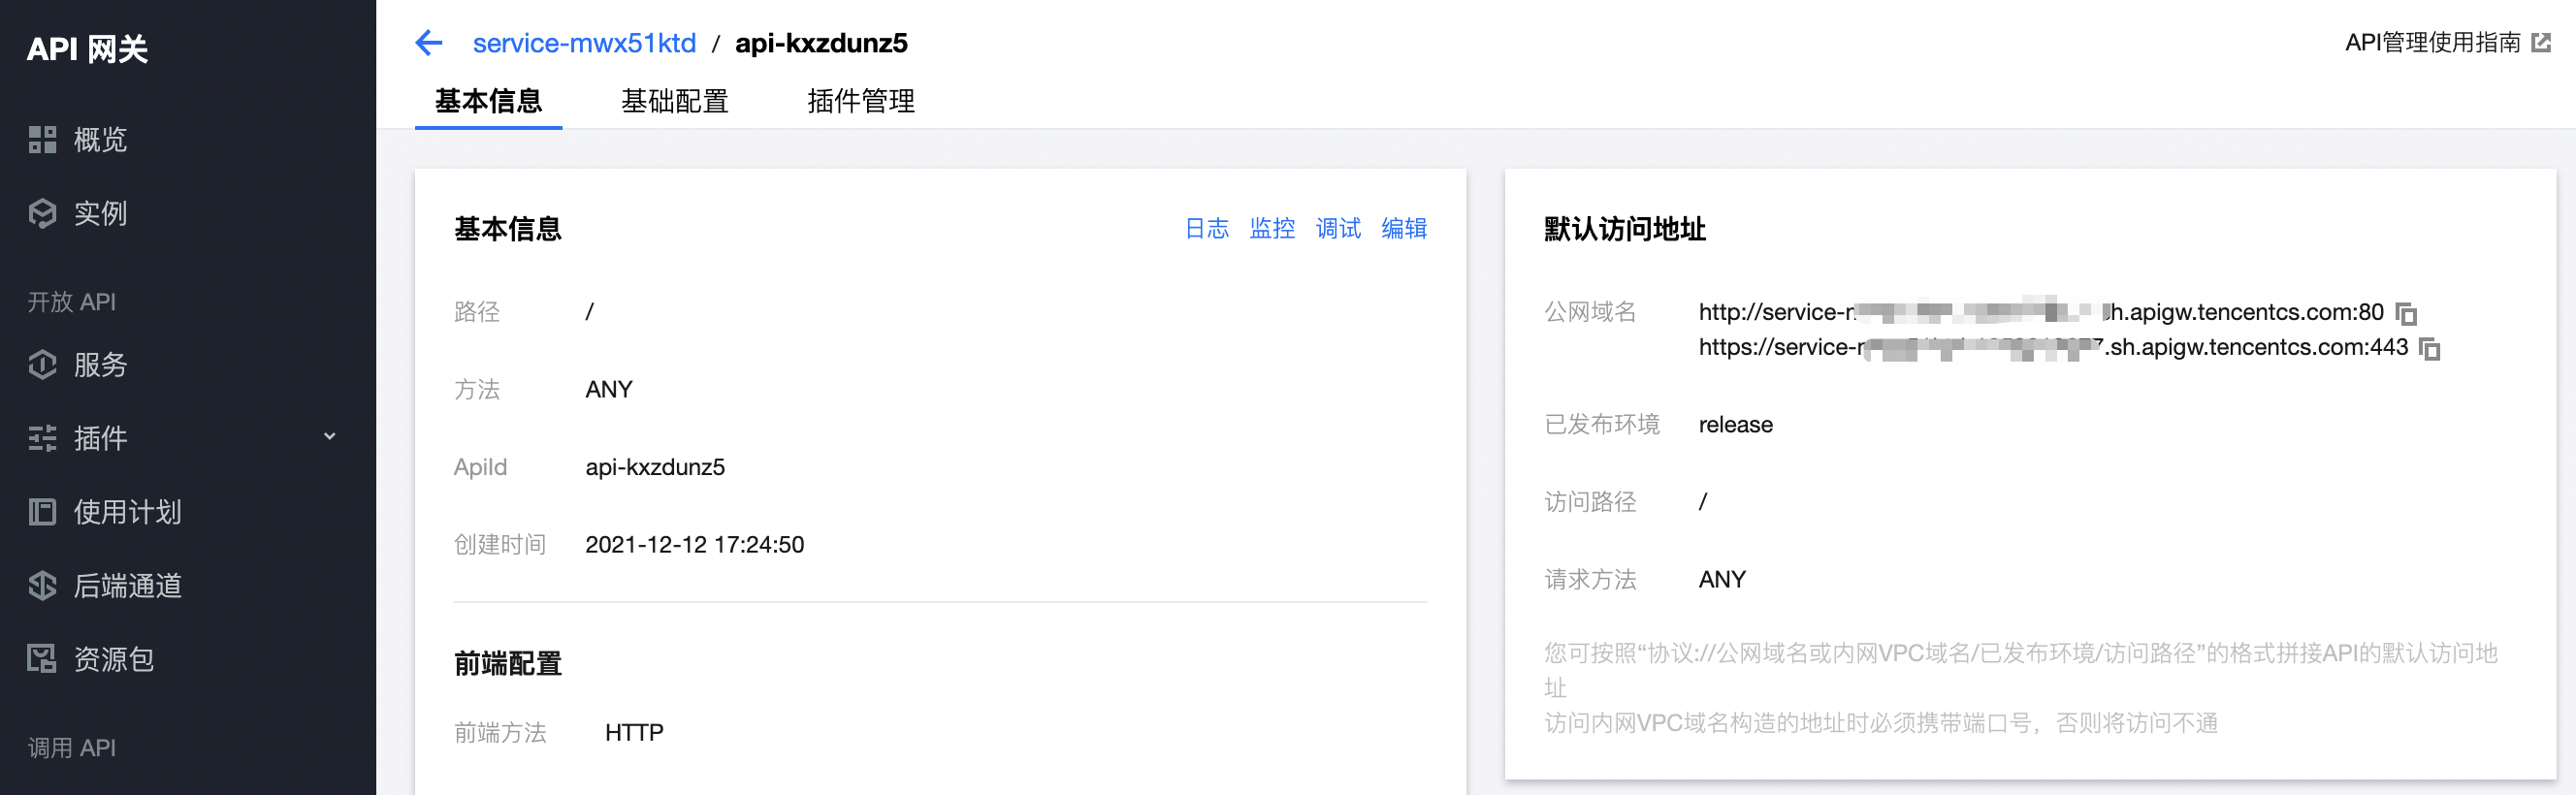 API 网关
概览
实例
开放 API
服务
插件
使用计划
后端通道
资源包
调用 API
service-mwx51ktd / api-kxzdunz5
API管理使用指南
基本信息 基础配置 插件管理
基本信息
日志 监控 调试 编辑
路径 /
方法 ANY
ApiId api-kxzdunz5
创建时间 2021-12-12 17:24:50
前端配置
前端方法 HTTP
默认访问地址
公网域名 http://service- sh.apigw.tencentcs.com:80
https://service- .sh.apigw.tencentcs.com:443
已发布环境 release
访问路径 /
请求方法 ANY
您可按照“协议://公网域名或内网VPC域名/已发布环境/访问路径”的格式拼接API的默认访问地
址
访问内网VPC域名构造的地址时必须携带端口号，否则将访问不通